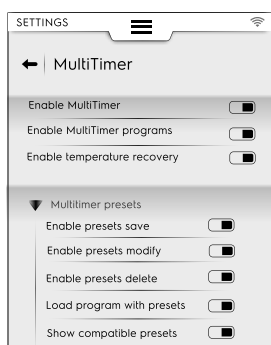 SETTINGS
MultiTimer
Enable MultiTimer
Enable MultiTimer programs
Enable temperature recovery
Multitimer presets
Enable presets save
Enable presets modify
Enable presets delete
Load program with presets
Show compatible presets